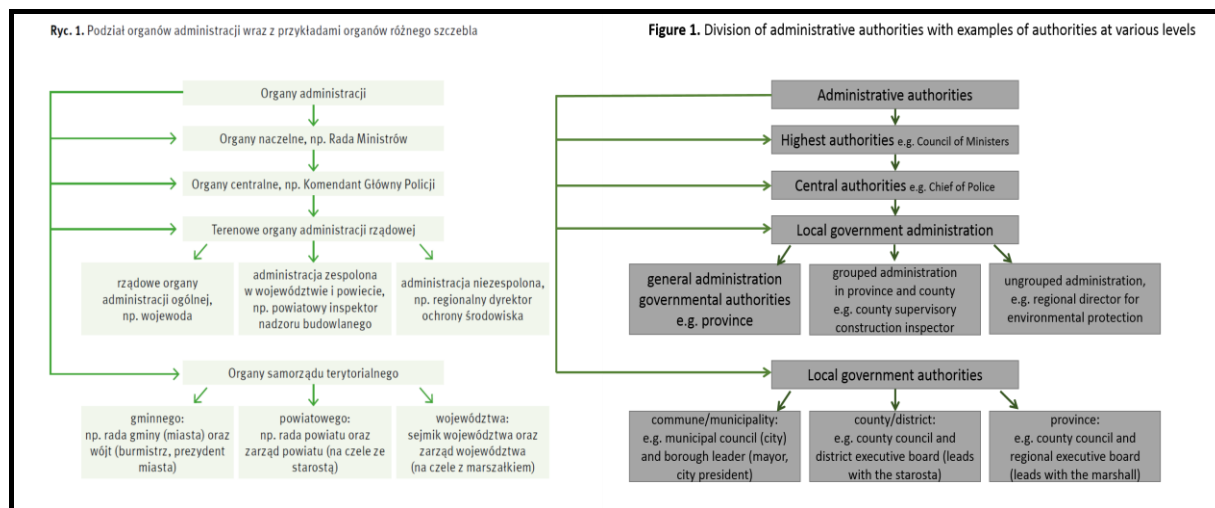 Ryc. 1. Podział organów administracji wraz z przykładami organów różnego szczebla
Organy administracji
Organy naczelne, np. Rada Ministrów
Organy centralne, np. Komendant Główny Policji
Terenowe organy administracji rządowej
rządowe organy
administracji ogólnej,
np. wojewoda
administracja zespolona
w województwie i powiecie,
np. powiatowy inspektor
nadzoru budowlanego
administracja niezespolona,
np. regionalny dyrektor
ochrony środowiska
Organy samorządu terytorialnego
gminnego:
np. rada gminy (miasta) oraz
wójt (burmistrz, prezydent
miasta)
powiatowego:
np. rada powiatu oraz
zarząd powiatu (na czele ze
starostą)
województwa:
sejmik województwa oraz
zarząd województwa
(na czele z marszałkiem)
Figure 1. Division of administrative authorities with examples of authorities at various levels
Administrative authorities
Highest authorities e.g. Council of Ministers
Central authorities e.g. Chief of Police
Local government administration
general administration
governmental authorities
e.g. province
grouped administration
in province and county
e.g. county supervisory
construction inspector
ungrouped administration,
e.g. regional director for
environmental protection
Local government authorities
commune/municipality:
e.g. municipal council (city)
and borough leader (mayor,
city president)
county/district:
e.g. county council and
district executive board (leads
with the starosta)
province:
e.g. county council and
regional executive board
(leads with the marshall)